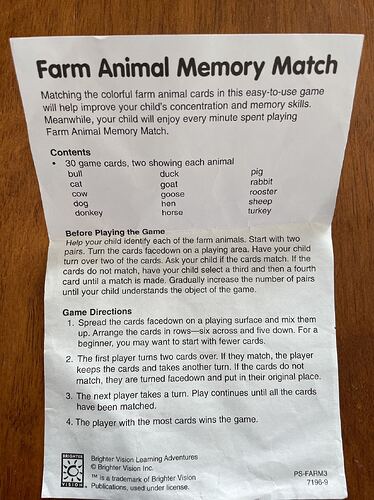 Farm Animal Memory Match
Matching the colorful farm animal cards in this easy-to-use game
will help improve your child's concentration and memory skills.
Meanwhile, your child will enjoy every minute spent playing
Farm Animal Memory Match.
Contents
• 30 game cards, two showing each animal
bull duck pig
cat goat rabbit
cow goose rooster
dog hen sheep
donkey horse turkey
Before Playing the Game
Help your child identify each of the farm animals. Start with two
pairs. Turn the cards facedown on a playing area. Have your child
turn over two of the cards. Ask your child if the cards match. If the
cards do not match, have your child select a third and then a fourth
card until a match is made. Gradually increase the number of pairs
until your child understands the object of the game.
Game Directions
1. Spread the cards facedown on a playing surface and mix them
up. Arrange the cards in rows—six across and five down. For a
beginner, you may want to start with fewer cards.
2. The first player turns two cards over. If they match, the player
keeps the cards and takes another turn. If the cards do not
match, they are turned facedown and put in their original place.
3. The next player takes a turn. Play continues until all the cards
have been matched.
4. The player with the most cards wins the game.
BRIGHTER
VISION
Brighter Vision Learning Adventures
© Brighter Vision Inc.
™ is a trademark of Brighter Vision
Publications, used under license.
PS-FARM3
7196-9